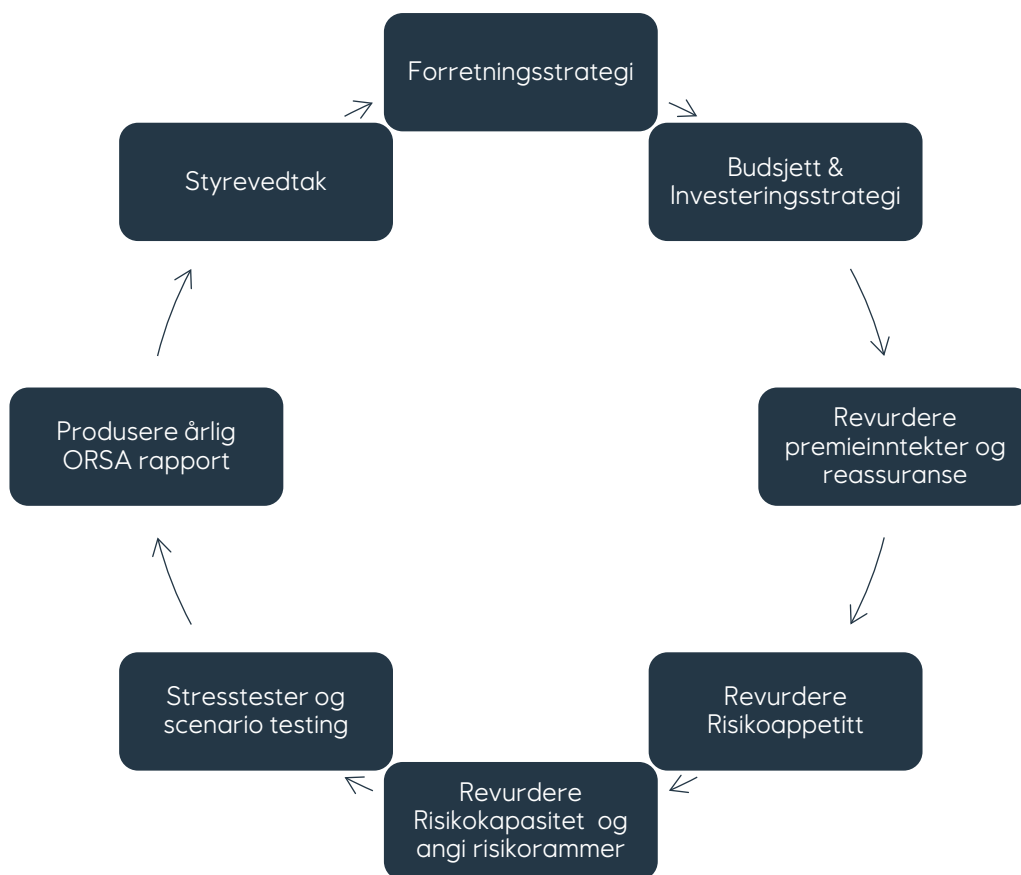 Forretningsstrategi
Budsjett &
Investeringsstrategi
Revurdere
premieinntekter og
reassuranse
Revurdere
Risikoappetitt
Revurdere
Risikokapasitet og
angi risikorammer
Stresstester og
scenario testing
Produsere årlig
ORSA rapport
Styrevedtak